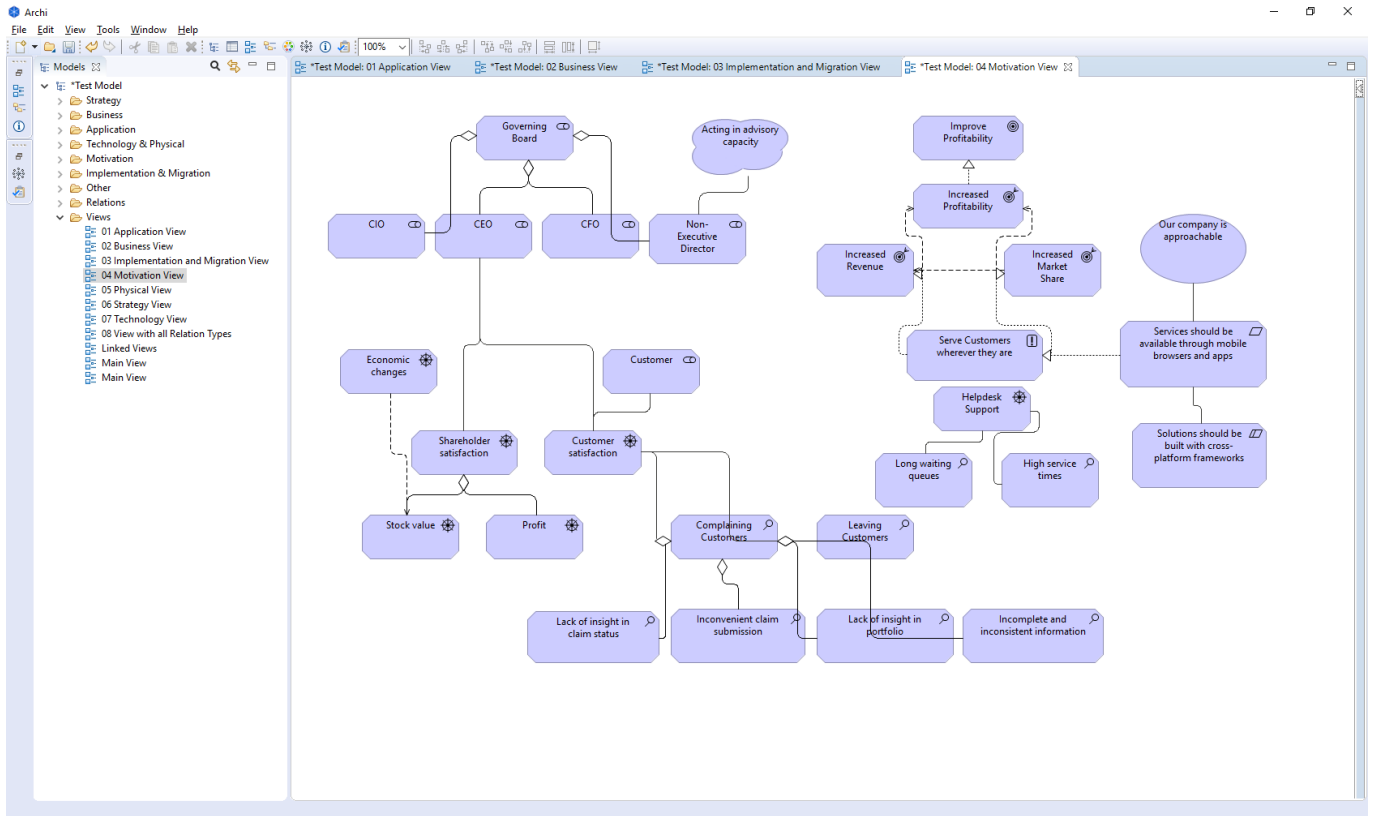 Archi
File Edit View Tools Window Help
100%
Models
*Test Model: 01 Application View
*Test Model: 02 Business View
*Test Model: 03 Implementation and Migration View
*Test Model: 04 Motivation View
*Test Model
Strategy
Business
Application
Technology & Physical
Motivation
Implementation & Migration
Other
Relations
Views
01 Application View
02 Business View
03 Implementation and Migration View
04 Motivation View
05 Physical View
06 Strategy View
07 Technology View
08 View with all Relation Types
Linked Views
Main View
Main View
Governing
Board
Acting in advisory
capacity
Improve
Profitability
Increased
Profitability
CIO
CEO
CFO
Non-
Executive
Director
Our company is
approachable
Increased
Revenue
Increased
Market
Share
Services should be
available through mobile
browsers and apps
Serve Customers
wherever they are
Economic
changes
Customer
Helpdesk
Support
Shareholder
satisfaction
Customer
satisfaction
Solutions should be
built with cross-
platform frameworks
Long waiting
queues
High service
times
Stock value
Profit
Complaining
Customers
Leaving
Customers
Lack of insight in
claim status
Inconvenient claim
submission
Lack of insight in
portfolio
Incomplete and
inconsistent information